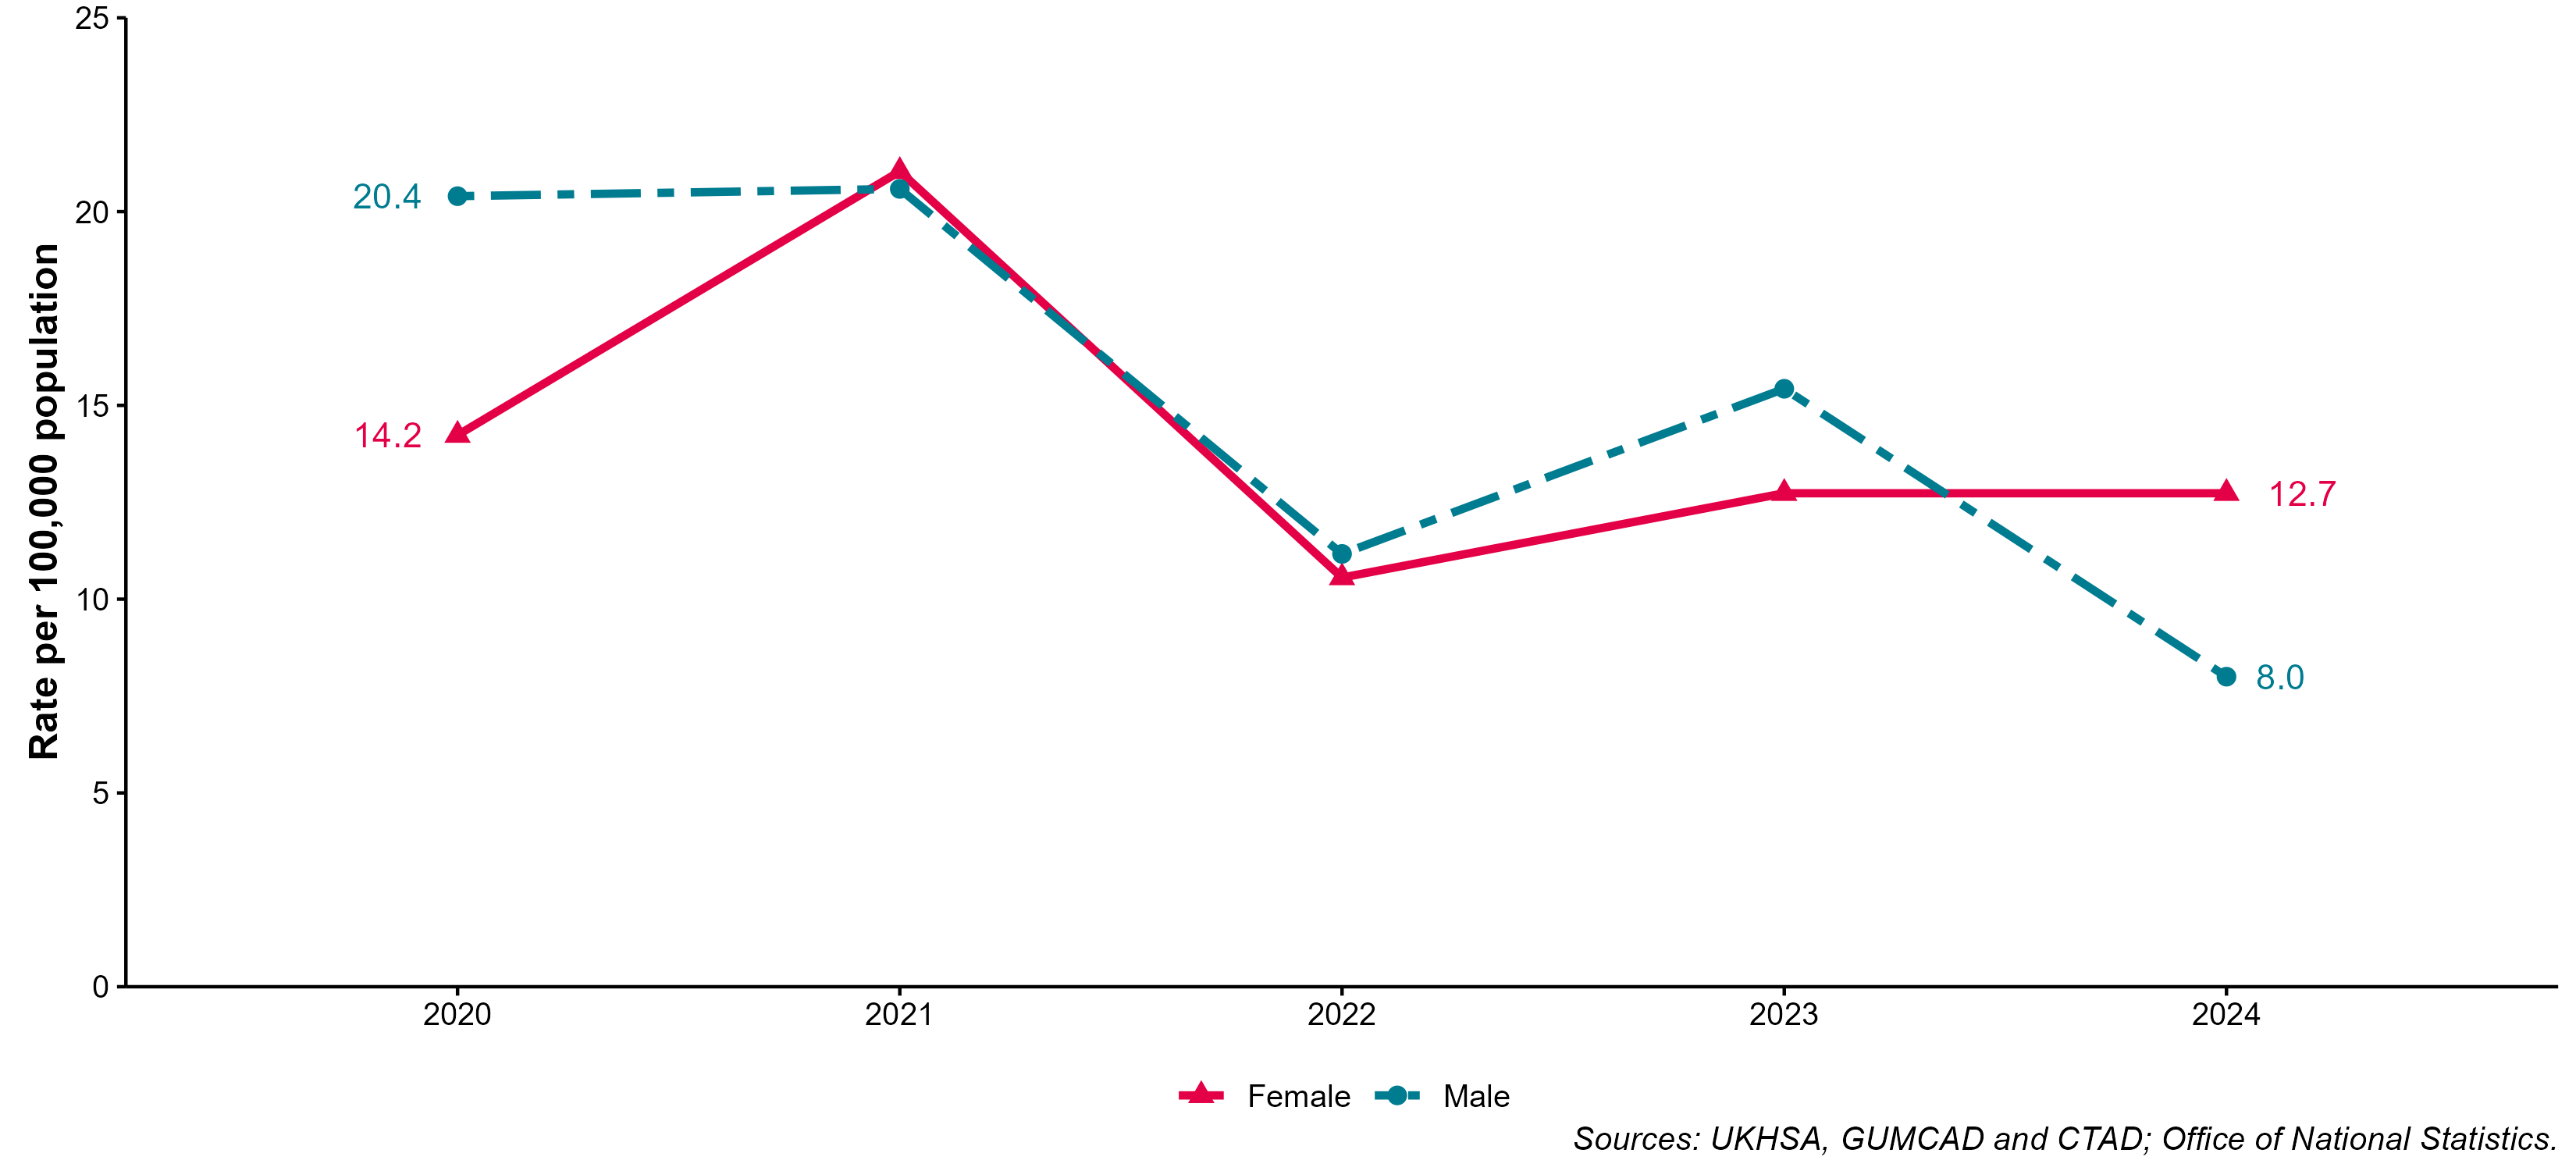 25
20
15
10
5
0
Rate per 100,000 population
20.4
14.2
12.7
8.0
2020 2021 2022 2023 2024
Female Male
Sources: UKHSA, GUMCAD and CTAD; Office of National Statistics.